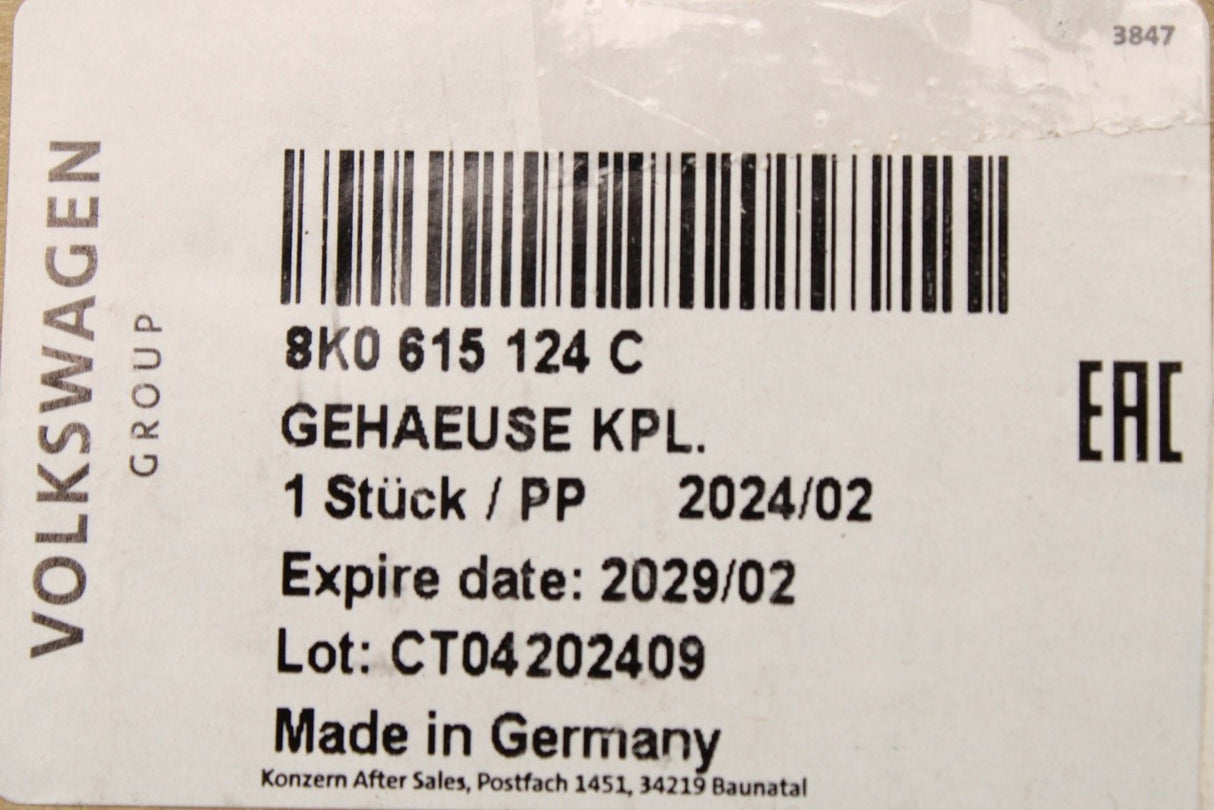 3847
VOLKSWAGEN
GROUP
8K0 615 124 C
GEHAEUSE KPL.
1 Stück / PP 2024/02
EAC
Expire date: 2029/02
Lot: CT04202409
Made in Germany
Konzern After Sales, Postfach 1451, 34219 Baunatal